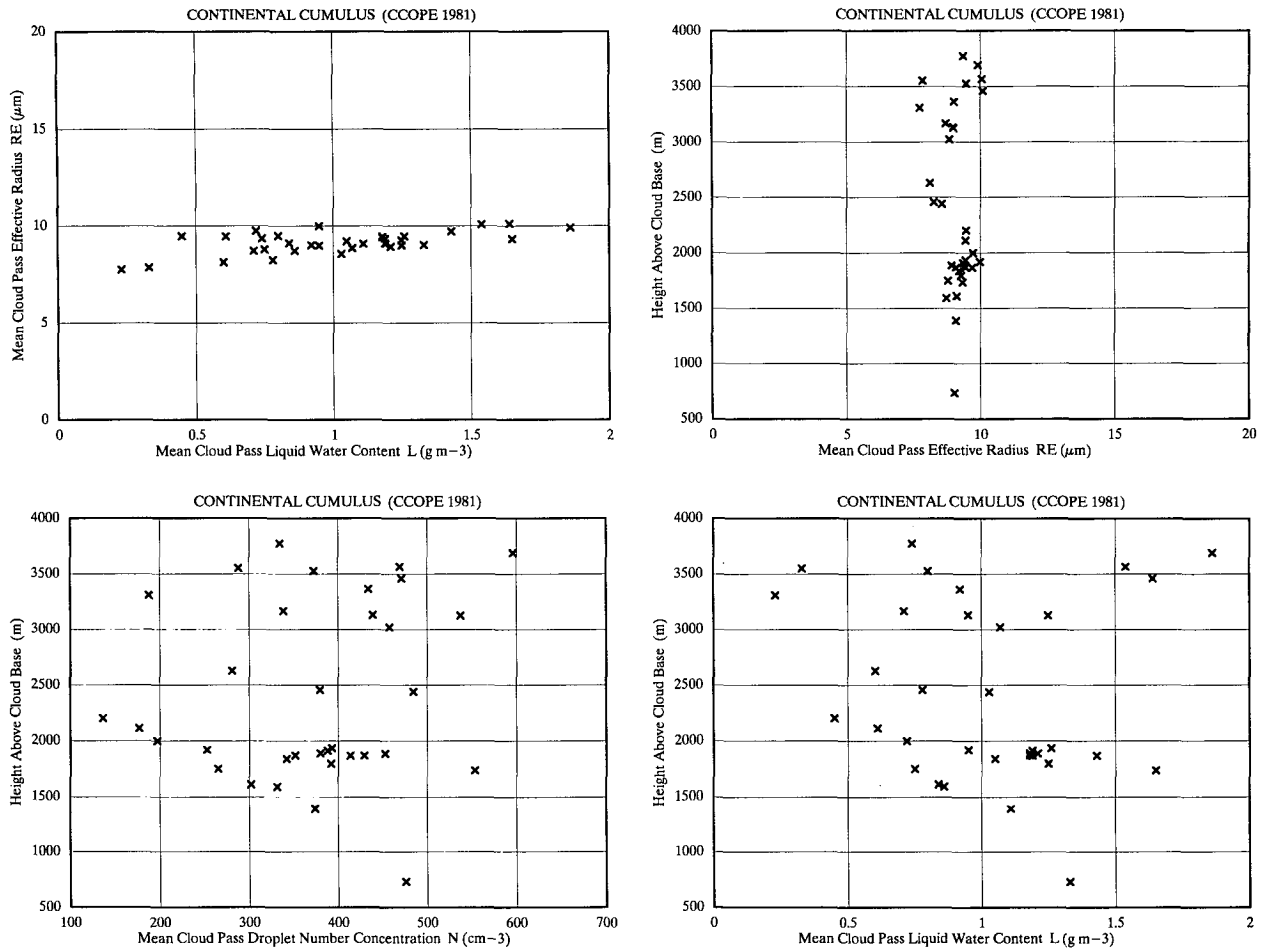 CONTINENTAL CUMULUS (CCOPE 1981)
20
15
10
5
0
Mean Cloud Pass Effective Radius RE (μm)
0 0.5 1 1.5 2
Mean Cloud Pass Liquid Water Content L (g m−3)
CONTINENTAL CUMULUS (CCOPE 1981)
4000
3500
3000
2500
2000
1500
1000
500
Height Above Cloud Base (m)
0 5 10 15 20
Mean Cloud Pass Effective Radius RE (μm)
CONTINENTAL CUMULUS (CCOPE 1981)
4000
3500
3000
2500
2000
1500
1000
500
Height Above Cloud Base (m)
100 200 300 400 500 600 700
Mean Cloud Pass Droplet Number Concentration N (cm−3)
CONTINENTAL CUMULUS (CCOPE 1981)
4000
3500
3000
2500
2000
1500
1000
500
Height Above Cloud Base (m)
0 0.5 1 1.5 2
Mean Cloud Pass Liquid Water Content L (g m−3)